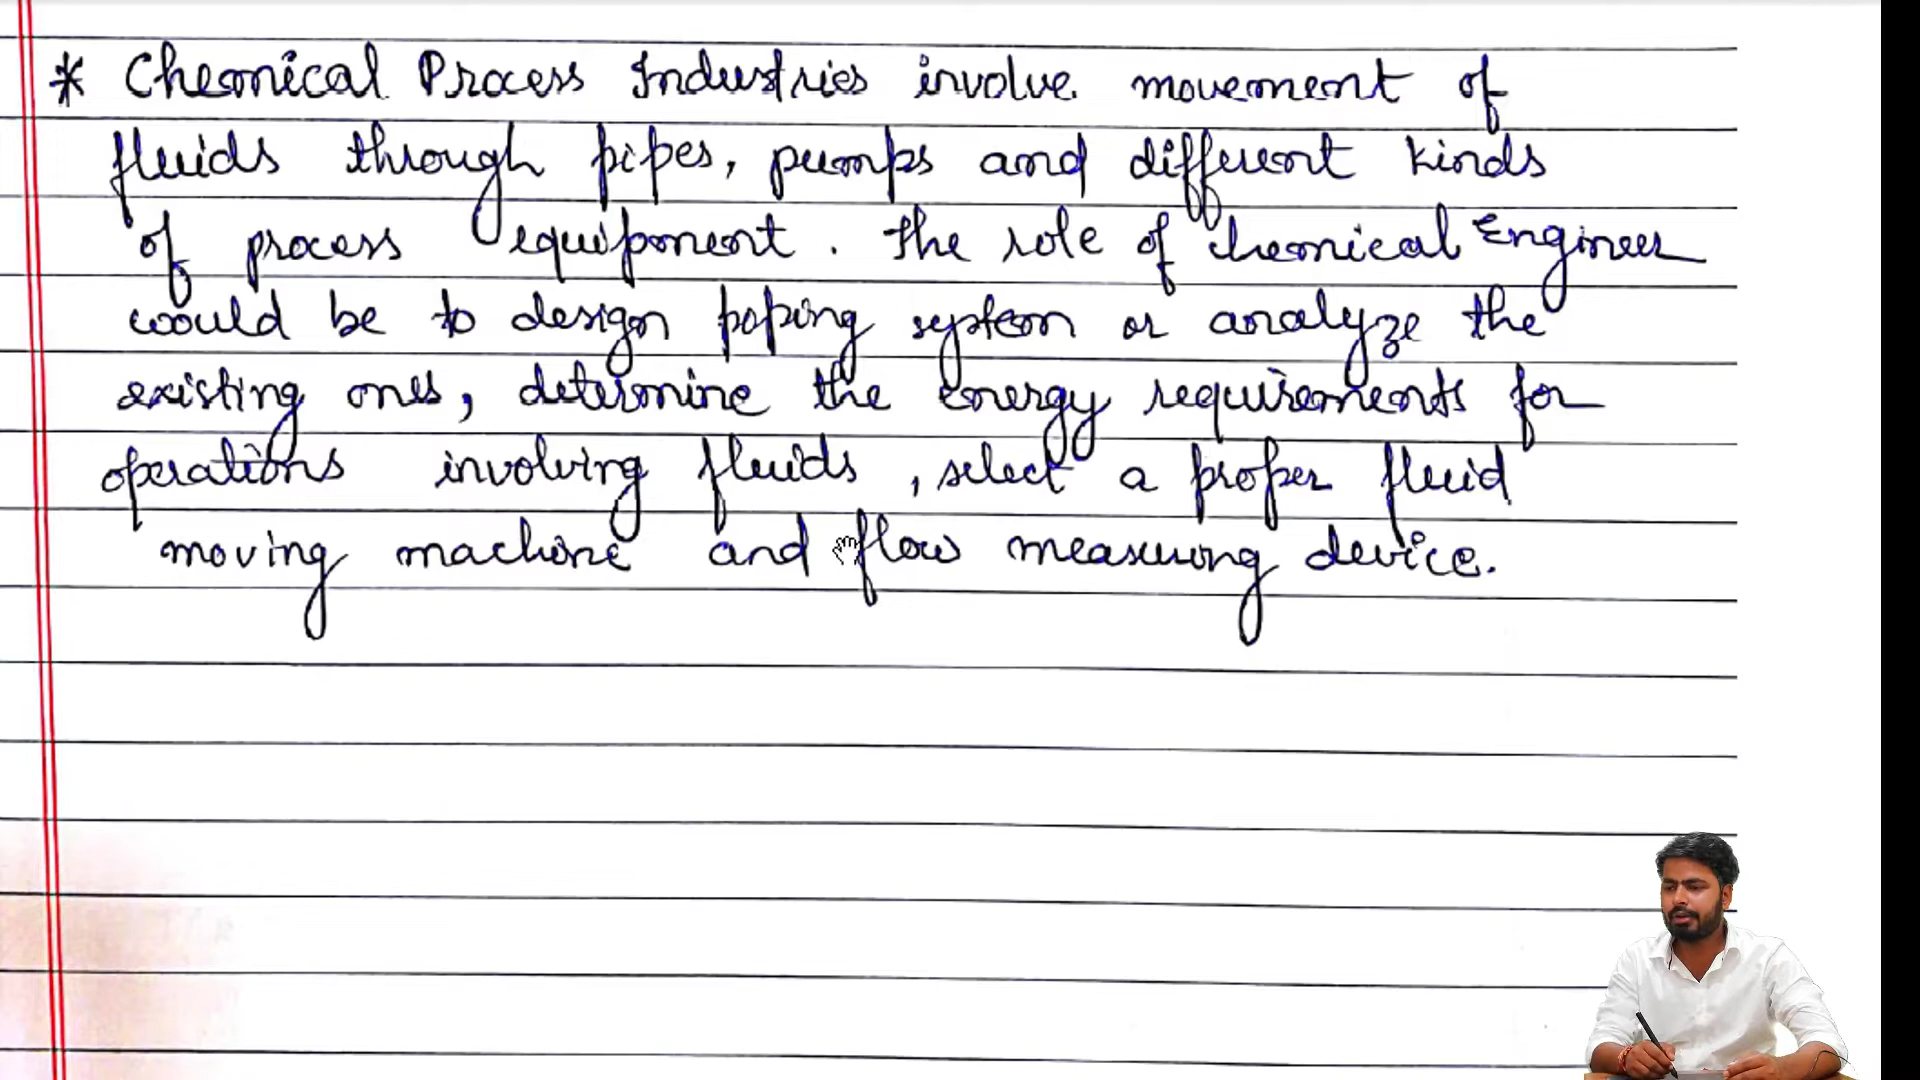 * Chemical Process Industries involve movement of
fluids through pipes, pumps and different kinds
of process equipment. The role of chemical Engineer
would be to design piping system or analyze the
existing ones, determine the energy requirements for
operations involving fluids, select a proper fluid
moving machine and flow measuring device.